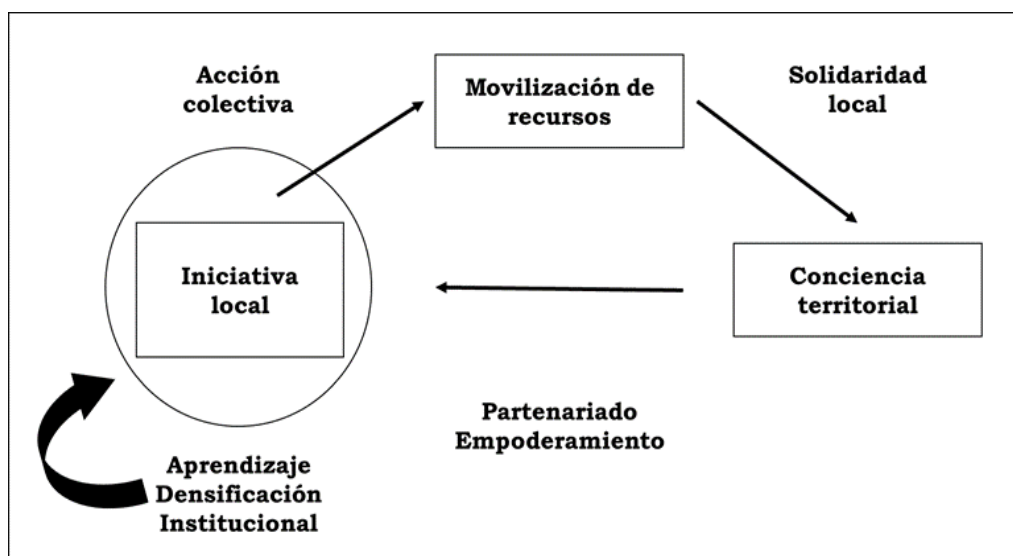 Acción
colectiva
Movilización de
recursos
Solidaridad
local
Iniciativa
local
Conciencia
territorial
Partenariado
Empoderamiento
Aprendizaje
Densificación
Institucional